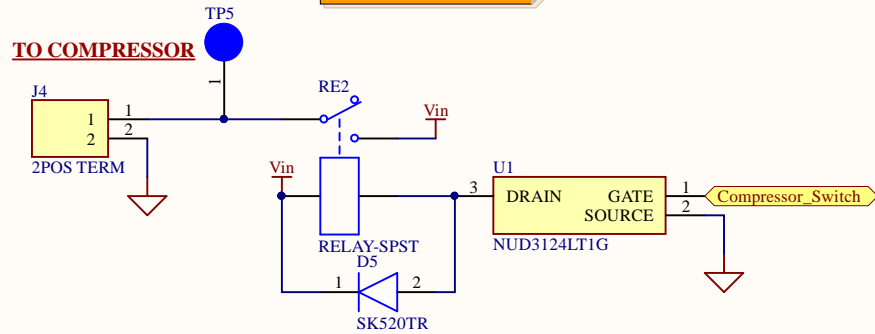 TP5
TO COMPRESSOR
1
RE2
J4
Vin
1 1
2 2
2POS TERM
Vin
U1
3 DRAIN GATE 1 Compressor_Switch
SOURCE 2
RELAY-SPST
NUD3124LT1G
D5
1 2
SK520TR